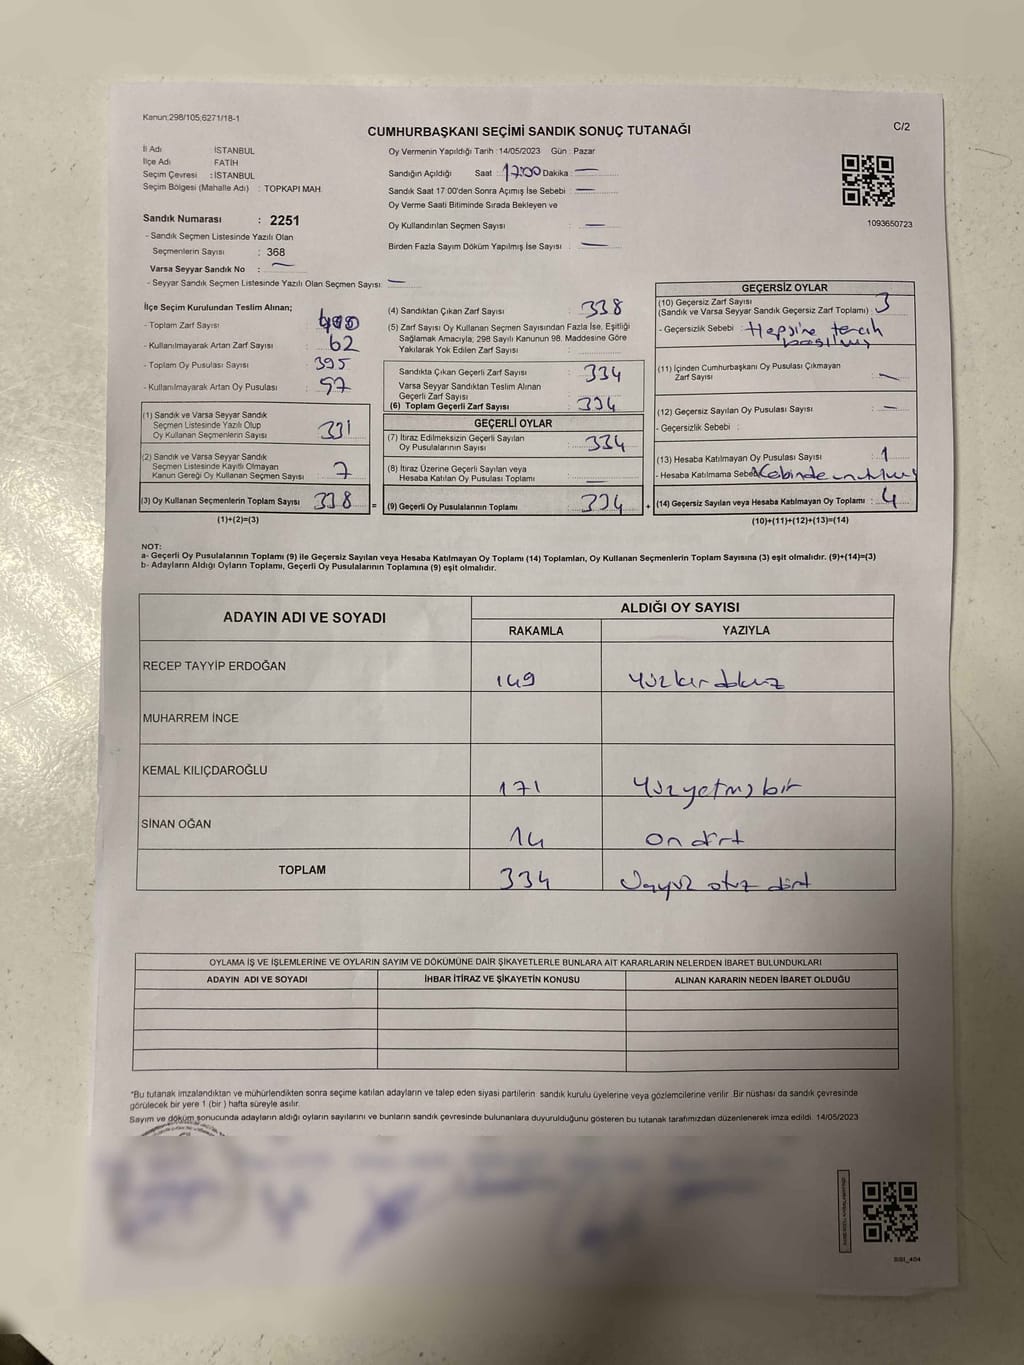 Kanun:298/105;6271/18-1
CUMHURBAŞKANI SEÇİMİ SANDIK SONUÇ TUTANAĞI
C/2
İl Adı : İSTANBUL
İlçe Adı : FATİH
Seçim Çevresi : İSTANBUL
Seçim Bölgesi (Mahalle Adı) : TOPKAPI MAH
Sandık Numarası : 2251
- Sandık Seçmen Listesinde Yazılı Olan
Seçmenlerin Sayısı : 368
Varsa Seyyar Sandık No : —
- Seyyar Sandık Seçmen Listesinde Yazılı Olan Seçmen Sayısı: —
Oy Vermenin Yapıldığı Tarih : 14/05/2023 Gün : Pazar
Sandığın Açıldığı Saat : 17:00 Dakika : —
Sandık Saat 17:00'den Sonra Açımış İse Sebebi : —
Oy Verme Saati Bitiminde Sırada Bekleyen ve
Oy Kullandırılan Seçmen Sayısı : —
Birden Fazla Sayım Döküm Yapılmış İse Sayısı : —
1093650723
İlçe Seçim Kurulundan Teslim Alınan;
- Toplam Zarf Sayısı :
- Kullanılmayarak Artan Zarf Sayısı : 62
- Toplam Oy Pusulası Sayısı : 395
- Kullanılmayarak Artan Oy Pusulası : 57
(1) Sandık ve Varsa Seyyar Sandık
Seçmen Listesinde Yazılı Olup
Oy Kullanan Seçmenlerin Sayısı : 331
(2) Sandık ve Varsa Seyyar Sandık
Seçmen Listesinde Kayıtlı Olmayan
Kanun Gereği Oy Kullanan Seçmen Sayısı : 7
(3) Oy Kullanan Seçmenlerin Toplam Sayısı : 338
(1)+(2)=(3)
(4) Sandıktan Çıkan Zarf Sayısı : 338
(5) Zarf Sayısı Oy Kullanan Seçmen Sayısından Fazla İse, Eşitliği
Sağlamak Amacıyla; 298 Sayılı Kanunun 98. Maddesine Göre
Yakılarak Yok Edilen Zarf Sayısı :
Sandıkta Çıkan Geçerli Zarf Sayısı : 334
Varsa Seyyar Sandıktan Teslim Alınan
Geçerli Zarf Sayısı :
(6) Toplam Geçerli Zarf Sayısı : 334
GEÇERLİ OYLAR
(7) İtiraz Edilmeksizin Geçerli Sayılan
Oy Pusulalarının Sayısı : 334
(8) İtiraz Üzerine Geçerli Sayılan veya
Hesaba Katılan Oy Pusulası Toplamı : —
= (9) Geçerli Oy Pusulalarının Toplamı : 334
GEÇERSİZ OYLAR
(10) Geçersiz Zarf Sayısı
(Sandık ve Varsa Seyyar Sandık Geçersiz Zarf Toplamı) : 3
- Geçersizlik Sebebi : Hepsine tercih
basılmış
(11) İçinden Cumhurbaşkanı Oy Pusulası Çıkmayan
Zarf Sayısı : —
(12) Geçersiz Sayılan Oy Pusulası Sayısı : —
- Geçersizlik Sebebi :
(13) Hesaba Katılmayan Oy Pusulası Sayısı : 1
- Hesaba Katılmama Sebebi Kabinde
+ (14) Geçersiz Sayılan veya Hesaba Katılmayan Oy Toplamı : 4
(10)+(11)+(12)+(13)=(14)
NOT:
a- Geçerli Oy Pusulalarının Toplamı (9) ile Geçersiz Sayılan veya Hesaba Katılmayan Oy Toplamı (14) Toplamları, Oy Kullanan Seçmenlerin Toplam Sayısına (3) eşit olmalıdır. (9)+(14)=(3)
b- Adayların Aldığı Oyların Toplamı, Geçerli Oy Pusulalarının Toplamına (9) eşit olmalıdır.
ADAYIN ADI VE SOYADI
ALDIĞI OY SAYISI
RAKAMLA YAZIYLA
RECEP TAYYİP ERDOĞAN 149
MUHARREM İNCE
KEMAL KILIÇDAROĞLU 171 Yüzyetmiş bir
SİNAN OĞAN 14 On dört
TOPLAM 334 otuz dört
OYLAMA İŞ VE İŞLEMLERİNE VE OYLARIN SAYIM VE DÖKÜMÜNE DAİR ŞİKAYETLERLE BUNLARA AİT KARARLARIN NELERDEN İBARET BULUNDUKLARI
ADAYIN ADI VE SOYADI İHBAR İTİRAZ VE ŞİKAYETİN KONUSU ALINAN KARARIN NEDEN İBARET OLDUĞU
*Bu tutanak imzalandıktan ve mühürlendikten sonra seçime katılan adayların ve talep eden siyasi partilerin sandık kurulu üyelerine veya gözlemcilerine verilir. Bir nüshası da sandık çevresinde
görülecek bir yere 1 (bir ) hafta süreyle asılır.
Sayım ve döküm sonucunda adayların aldığı oyların sayılarını ve bunların sandık çevresinde bulunanlara duyurulduğunu gösteren bu tutanak tarafımızdan düzenlenerek imza edildi. 14/05/2023